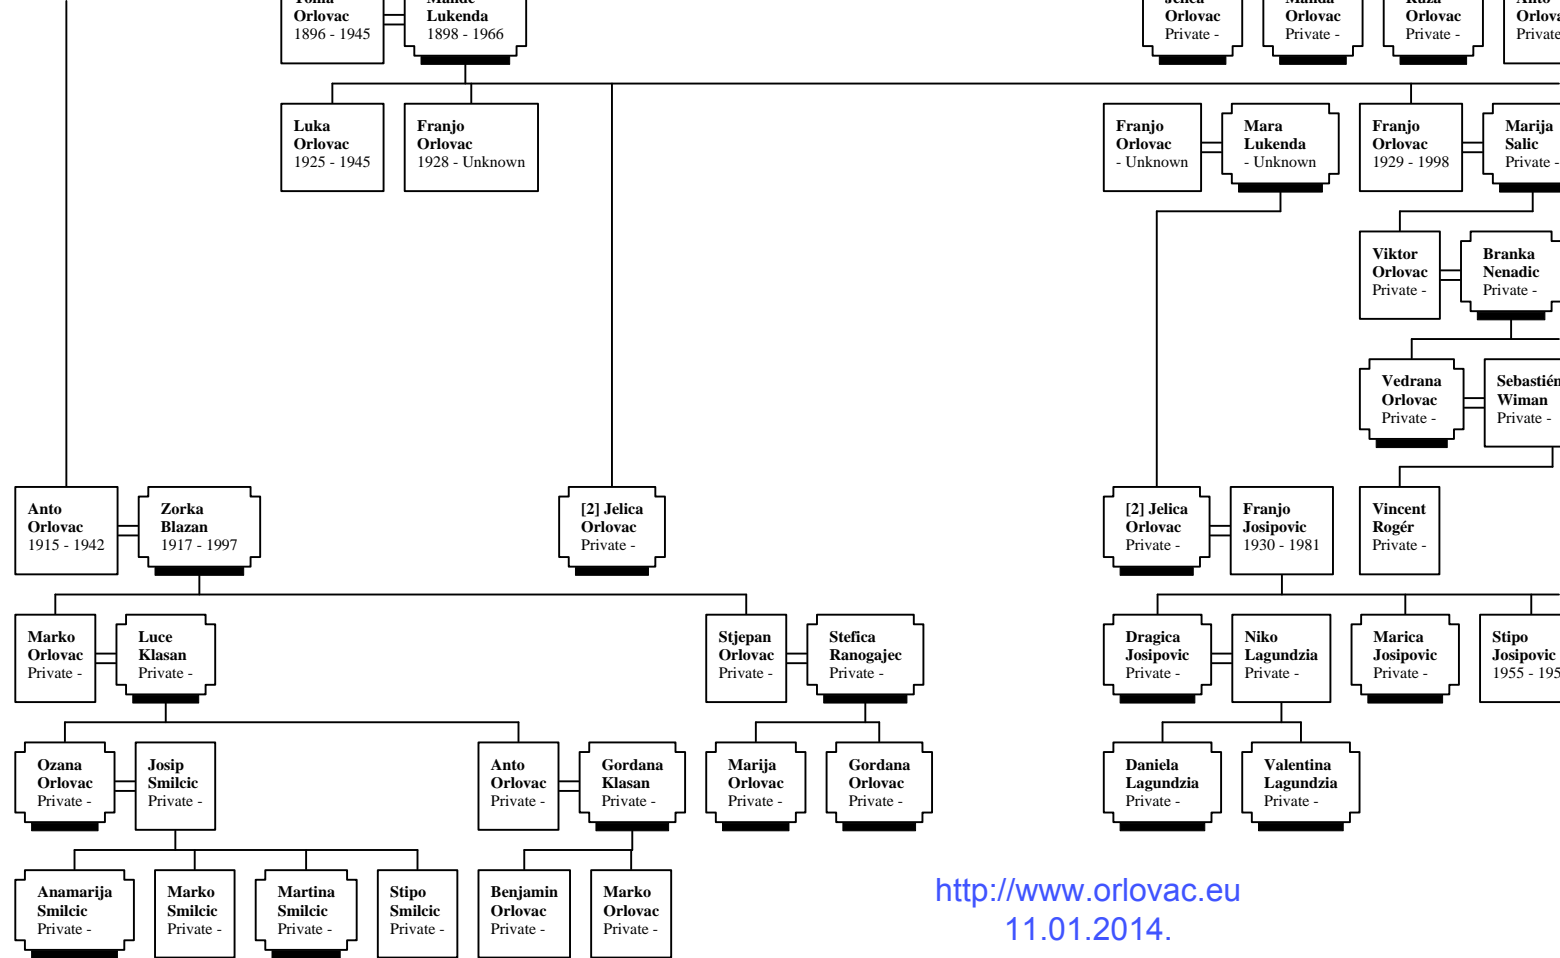 Orlovac
1896 - 1945
Lukenda
1898 - 1966
Orlovac
Private -
Orlovac
Private -
Orlovac
Private -
Private
Luka
Orlovac
1925 - 1945
Franjo
Orlovac
1928 - Unknown
Franjo
Orlovac
- Unknown
Mara
Lukenda
- Unknown
Franjo
Orlovac
1929 - 1998
Marija
Salic
Private -
Viktor
Orlovac
Private -
Branka
Nenadic
Private -
Vedrana
Orlovac
Private -
Sebastién
Wiman
Private -
Anto
Orlovac
1915 - 1942
Zorka
Blazan
1917 - 1997
[2] Jelica
Orlovac
Private -
[2] Jelica
Orlovac
Private -
Franjo
Josipovic
1930 - 1981
Vincent
Rogér
Private -
Marko
Orlovac
Private -
Luce
Klasan
Private -
Stjepan
Orlovac
Private -
Stefica
Ranogajec
Private -
Dragica
Josipovic
Private -
Niko
Lagundzia
Private -
Marica
Josipovic
Private -
Stipo
Josipovic
1955 - 195
Ozana
Orlovac
Private -
Josip
Smilcic
Private -
Anto
Orlovac
Private -
Gordana
Klasan
Private -
Marija
Orlovac
Private -
Gordana
Orlovac
Private -
Daniela
Lagundzia
Private -
Valentina
Lagundzia
Private -
Anamarija
Smilcic
Private -
Marko
Smilcic
Private -
Martina
Smilcic
Private -
Stipo
Smilcic
Private -
Benjamin
Orlovac
Private -
Marko
Orlovac
Private -
http://www.orlovac.eu
11.01.2014.